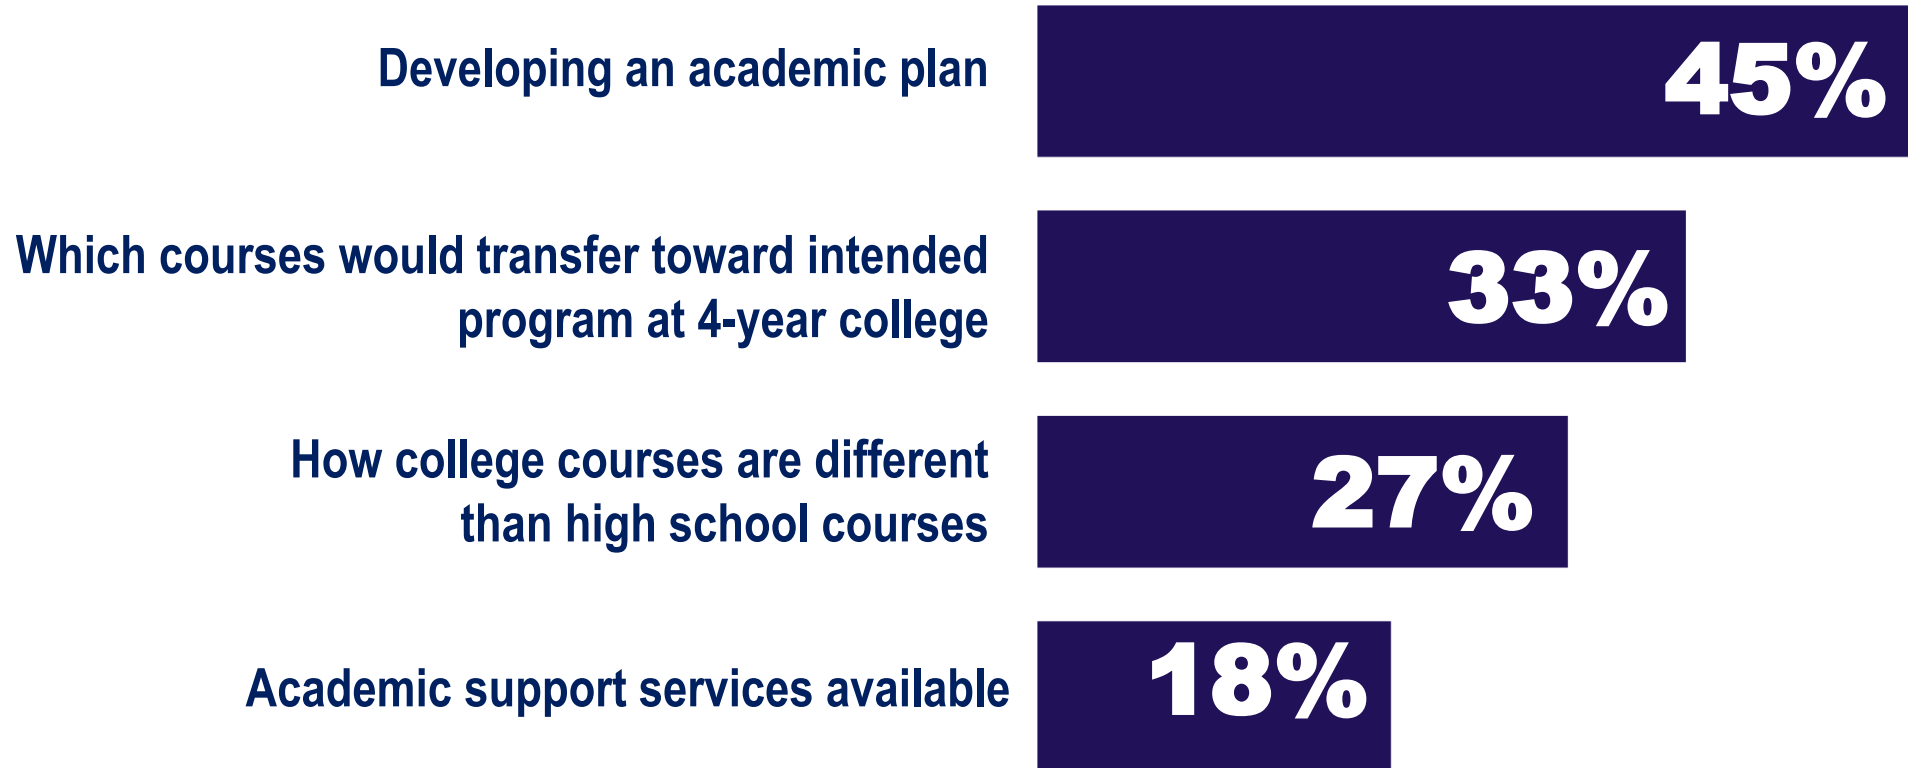 Developing an academic plan
45%
Which courses would transfer toward intended
program at 4-year college
33%
How college courses are different
than high school courses
27%
Academic support services available
18%